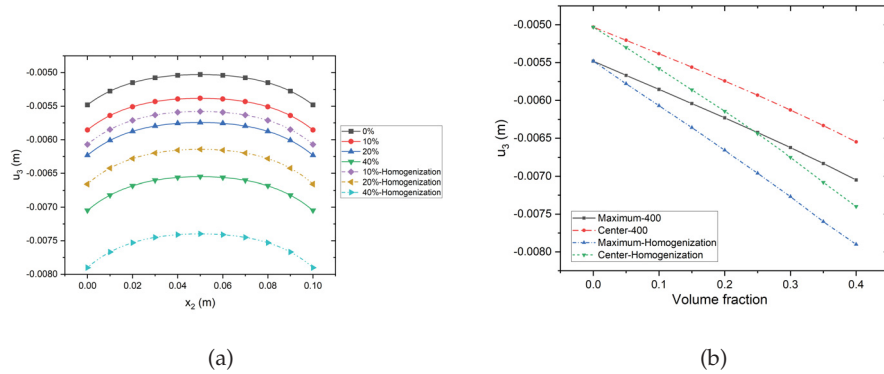 -0.0050
-0.0055
-0.0060
-0.0065
-0.0070
-0.0075
-0.0080
u3 (m)
0.00 0.02 0.04 0.06 0.08 0.10
x2 (m)
0%
10%
20%
40%
10%-Homogenization
20%-Homogenization
40%-Homogenization
(a)
-0.0050
-0.0055
-0.0060
-0.0065
-0.0070
-0.0075
-0.0080
u3 (m)
Maximum-400
Center-400
Maximum-Homogenization
Center-Homogenization
0.0 0.1 0.2 0.3 0.4
Volume fraction
(b)